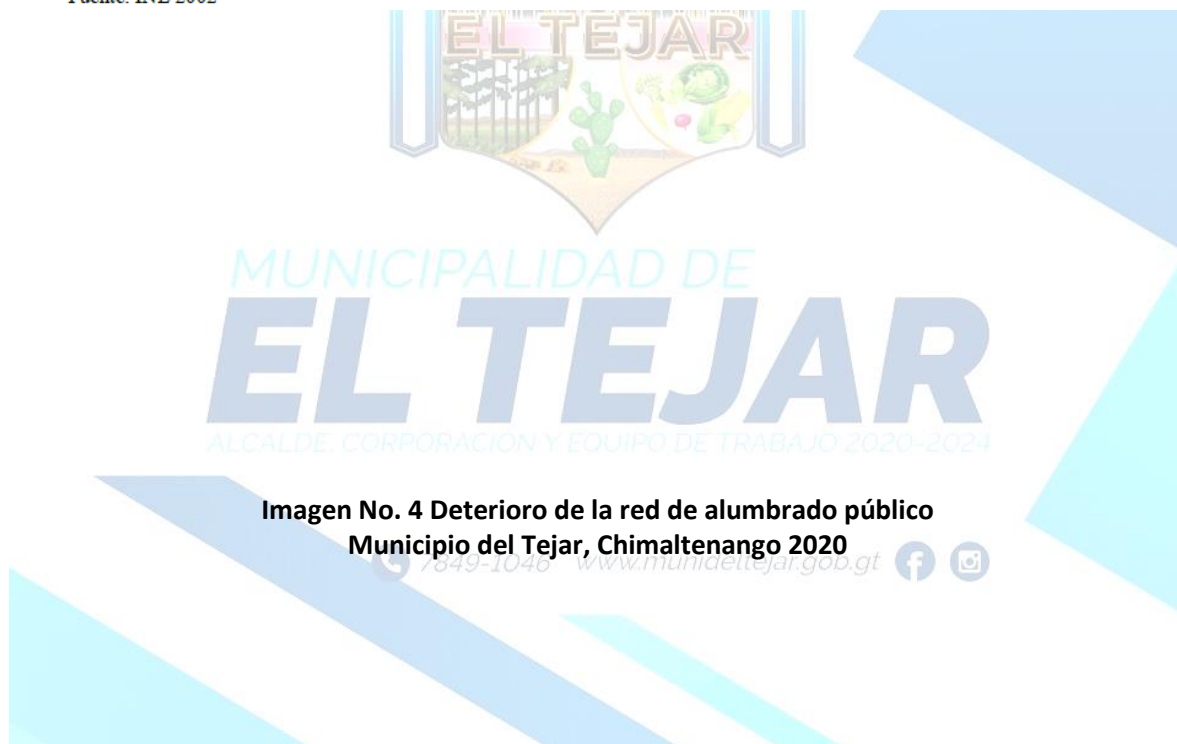 Fuente: INE 2002
EL TEJAR
MUNICIPALIDAD DE
EL TEJAR
ALCALDE. CORPORACIÓN Y EQUIPO DE TRABAJO 2020-2024
Imagen No. 4 Deterioro de la red de alumbrado público
Municipio del Tejar, Chimaltenango 2020
7849-1046 www.munideltejar.gob.gt